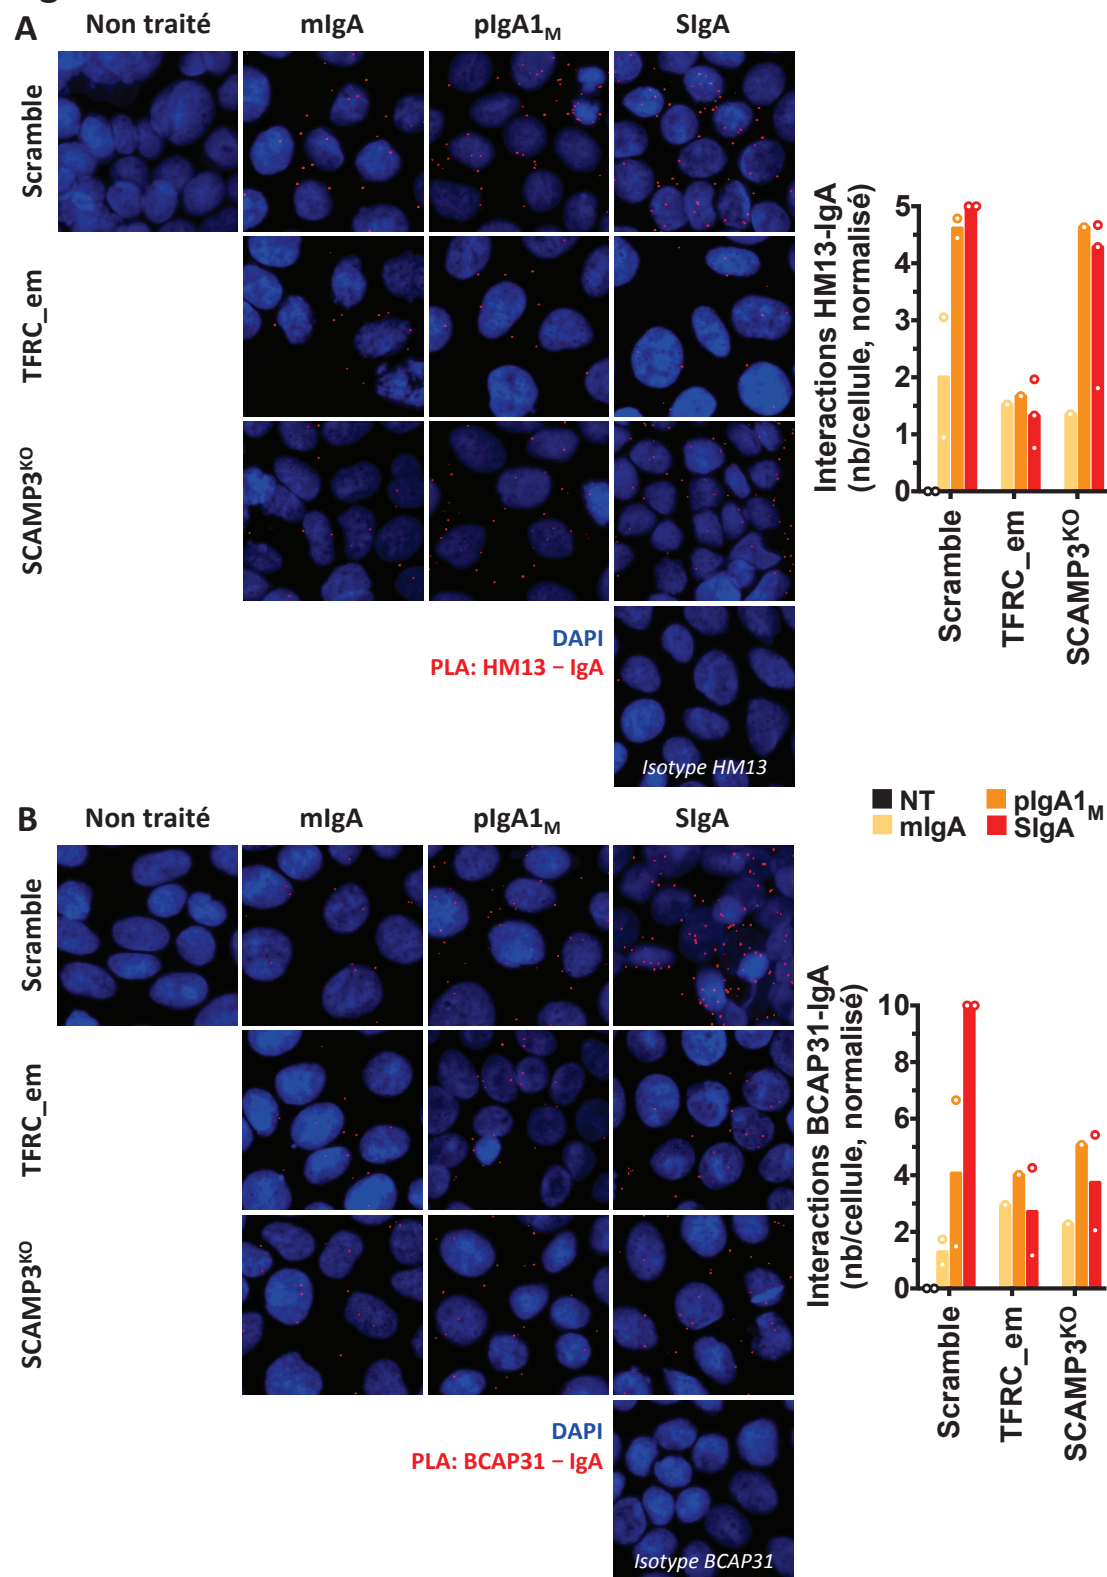 A
Non traité
mIgA
pIgA1M
SIgA
Scramble
TFRC_em
SCAMP3KO
DAPI
PLA: HM13 – IgA
Isotype HM13
Interactions HM13-IgA
(nb/cellule, normalisé)
5
4
3
2
1
0
Scramble
TFRC_em
SCAMP3KO
NT
mIgA
pIgA1M
SIgA
B
Non traité
mIgA
pIgA1M
SIgA
Scramble
TFRC_em
SCAMP3KO
DAPI
PLA: BCAP31 – IgA
Isotype BCAP31
Interactions BCAP31-IgA
(nb/cellule, normalisé)
10
8
6
4
2
0
Scramble
TFRC_em
SCAMP3KO